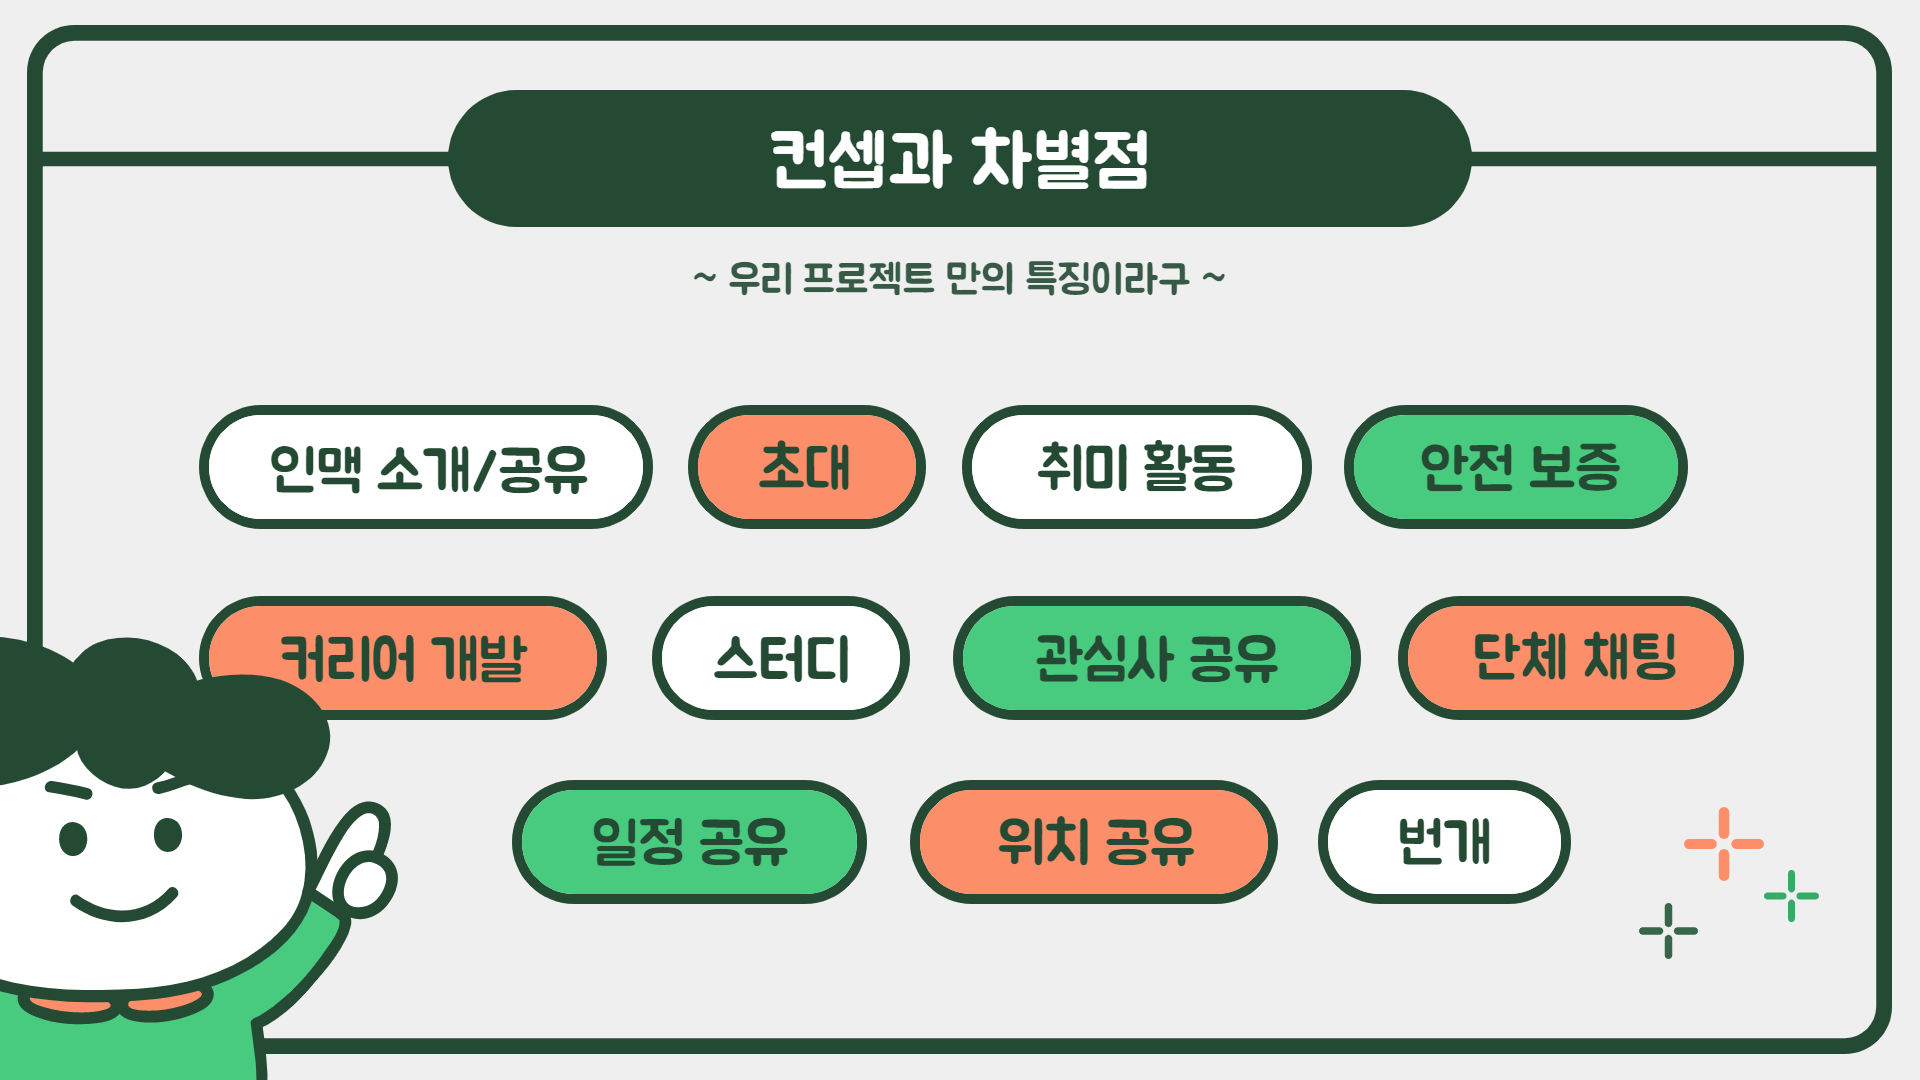 컨셉과 차별점
~ 우리 프로젝트 만의 특징이라구 ~
인맥 소개/공유
초대
취미 활동
안전 보증
커리어 개발
스터디
관심사 공유
단체 채팅
일정 공유
위치 공유
번개